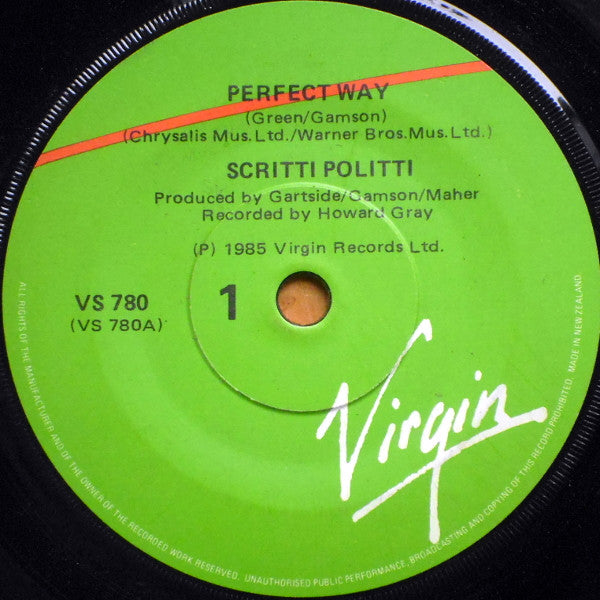 PERFECT WAY
(Green/Gamson)
(Chrysalis Mus.Ltd./Warner Bros.Mus.Ltd.)
SCRITTI POLITTI
Produced by Gartside/Gamson/Maher
Recorded by Howard Gray
(P) 1985 Virgin Records Ltd.
VS 780
(VS 780A)
1
Virgin
ALL RIGHTS OF THE MANUFACTURER AND OF THE OWNER OF THE RECORDED WORK RESERVED. UNAUTHORISED PUBLIC PERFORMANCE, BROADCASTING AND COPYING OF THIS RECORD PROHIBITED. MADE IN NEW ZEALAND.